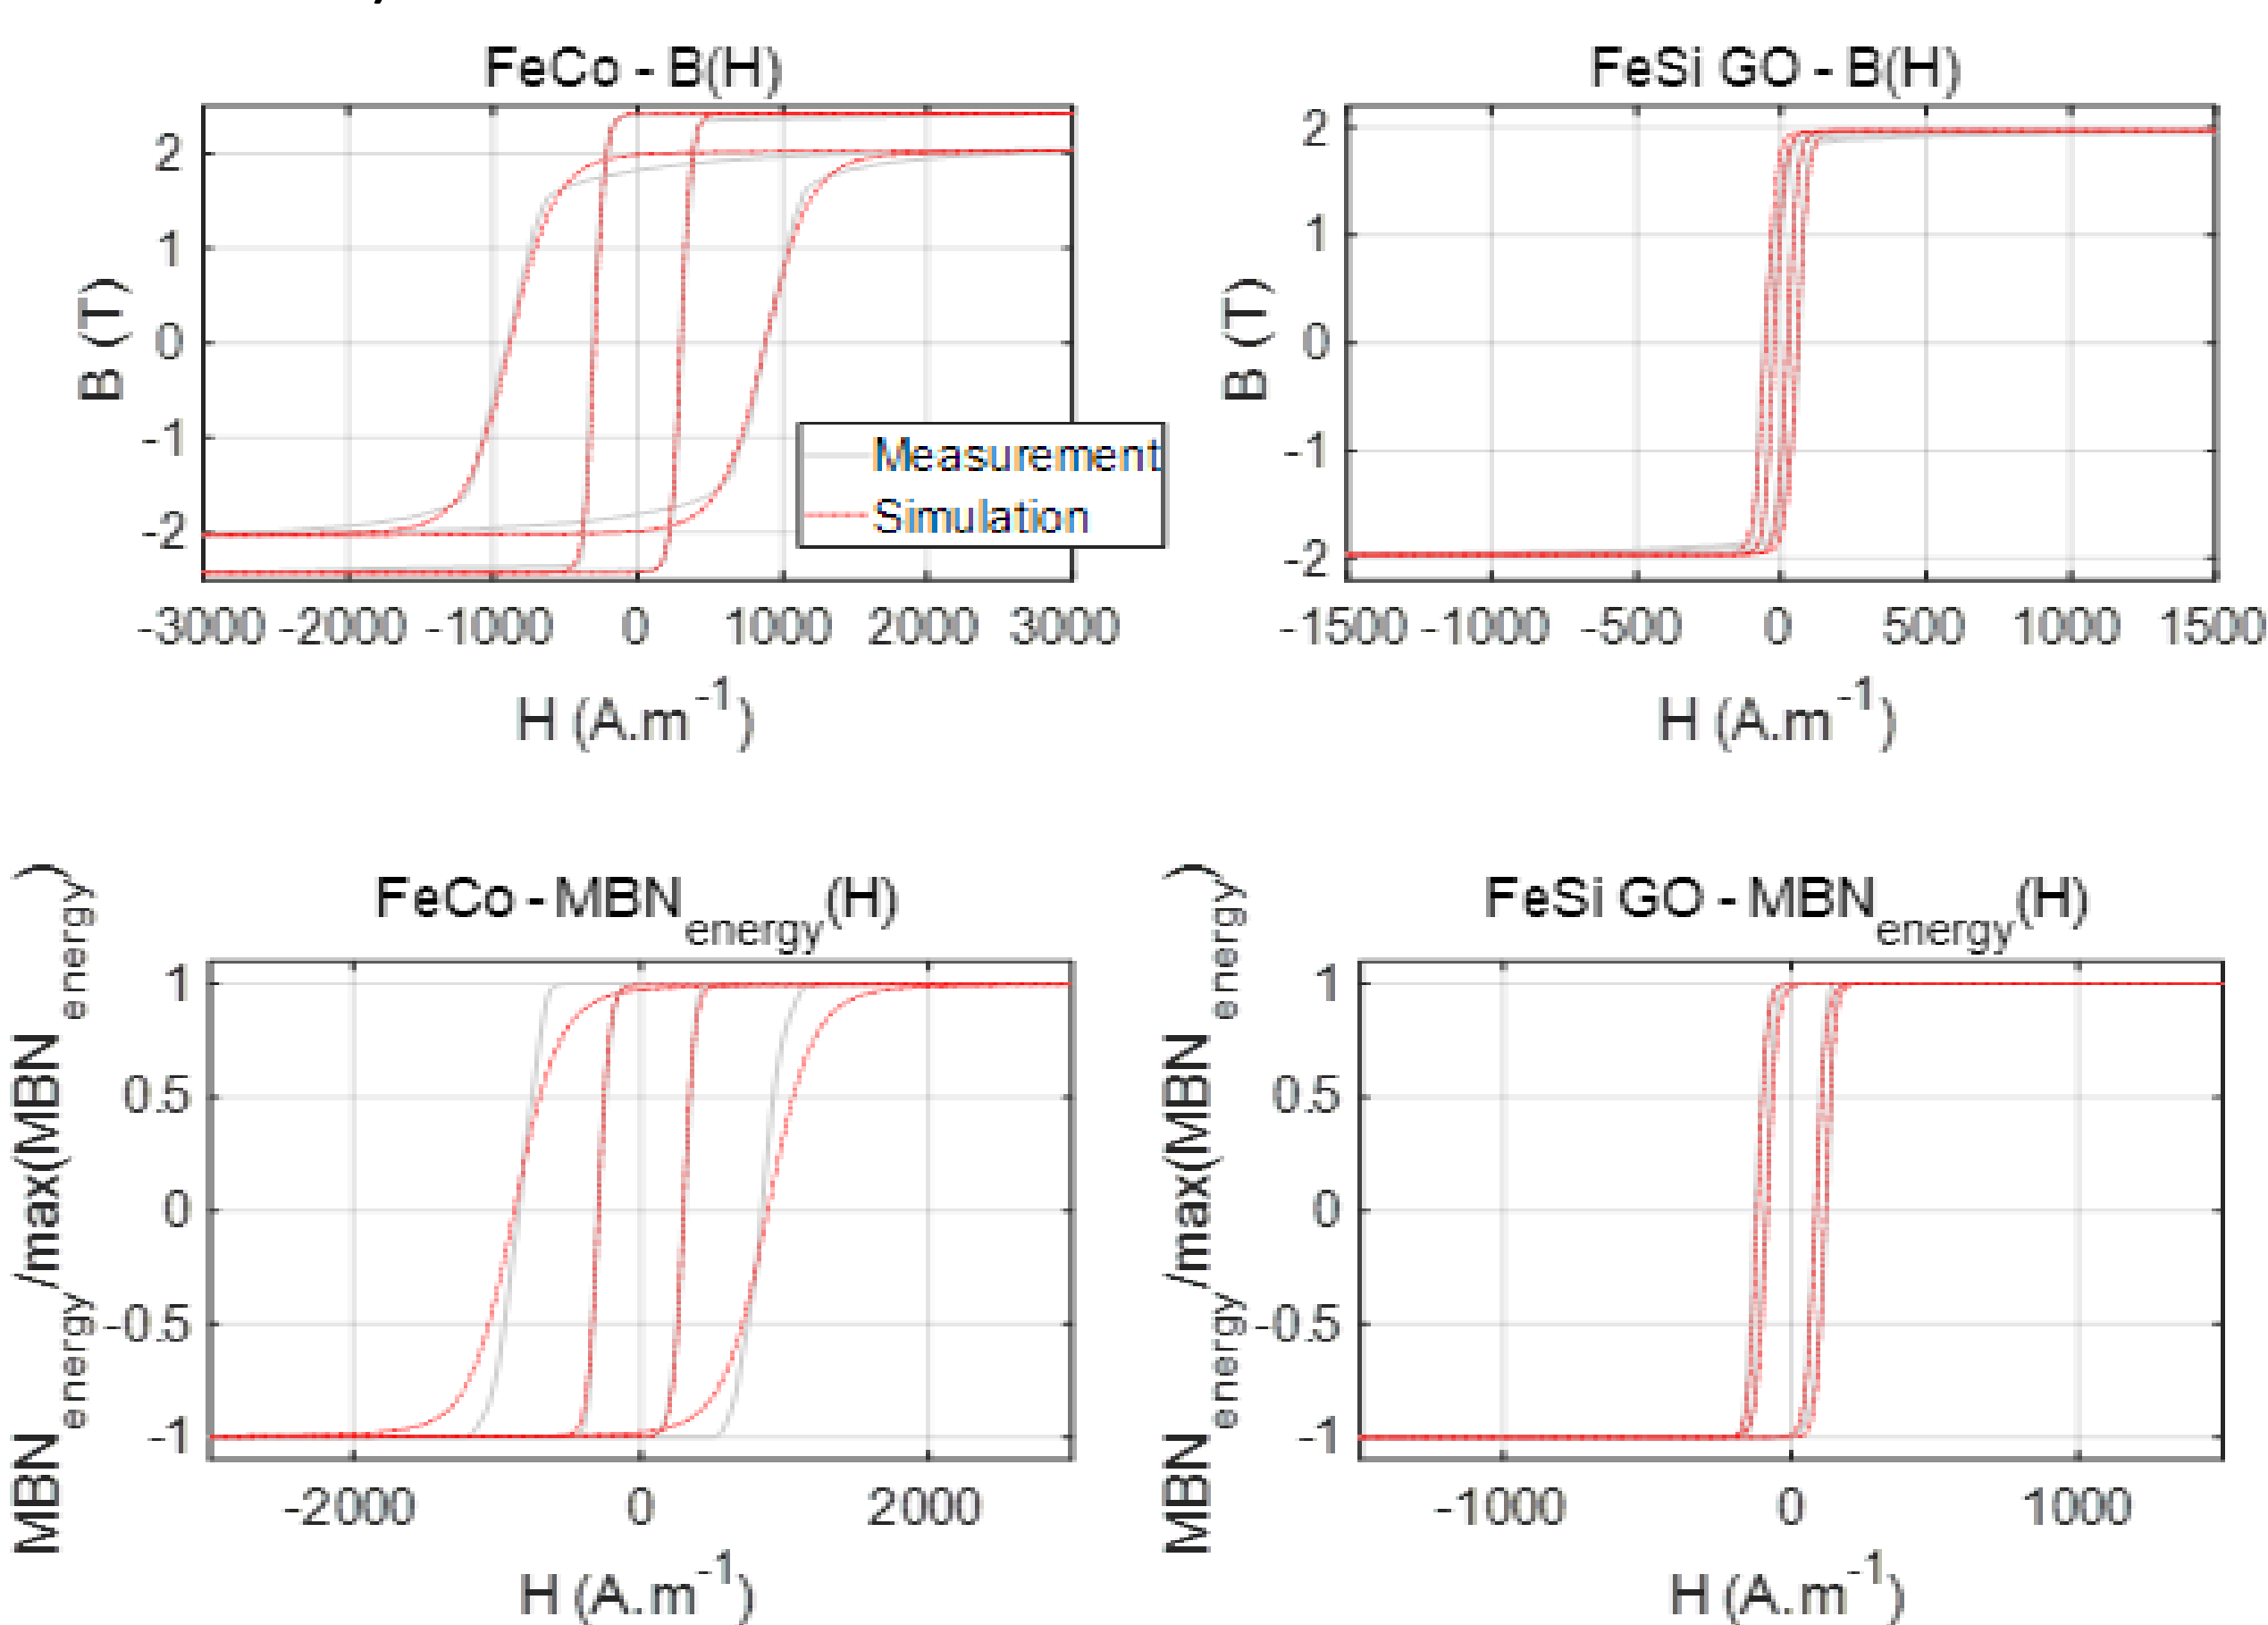 FeCo - B(H)
B (T)
2
1
0
-1
-2
Measurement
Simulation
-3000 -2000 -1000 0 1000 2000 3000
H (A.m-1)
FeSi GO - B(H)
B (T)
2
1
0
-1
-2
-1500 -1000 -500 0 500 1000 1500
H (A.m-1)
FeCo - MBNenergy(H)
MBNenergy/max(MBNenergy)
1
0.5
0
-0.5
-1
-2000 0 2000
H (A.m-1)
FeSi GO - MBNenergy(H)
MBNenergy/max(MBNenergy)
1
0.5
0
-0.5
-1
-1000 0 1000
H (A.m-1)